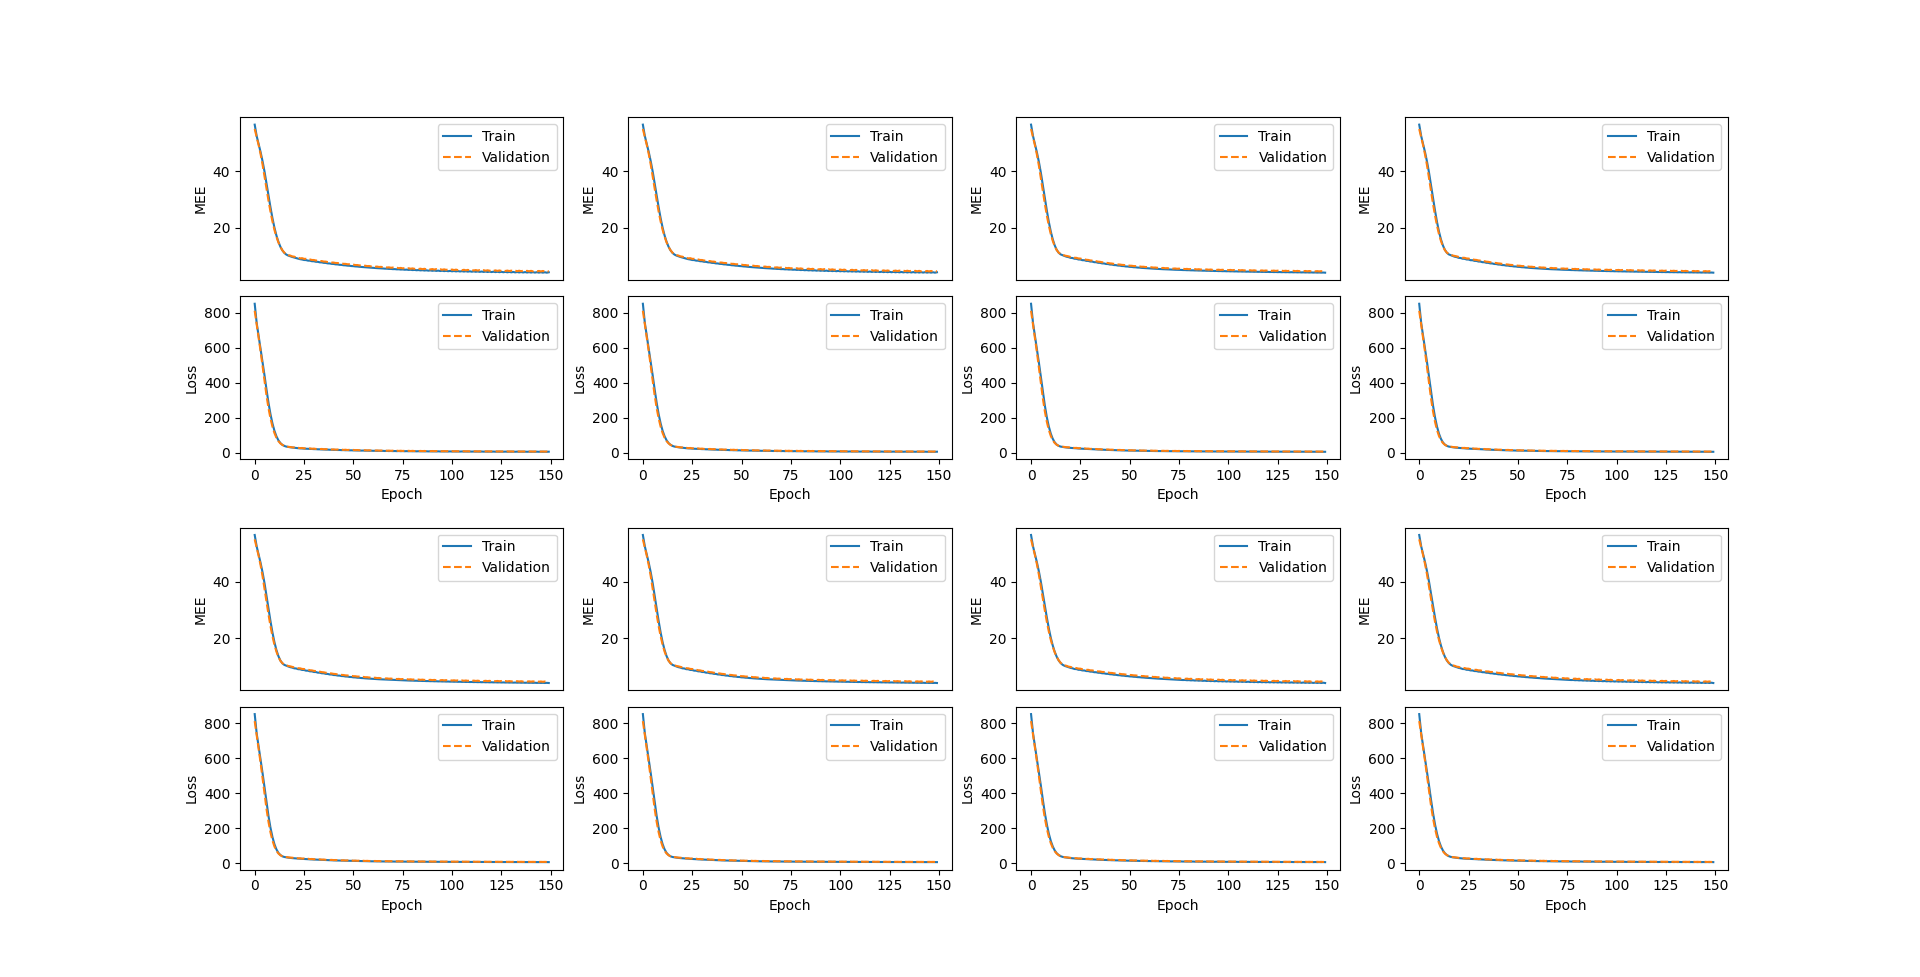 Train Train Train Train
Validation Validation Validation Validation
40 40 40 40
MEE MEE MEE MEE
20 20 20 20
800 Train 800 Train 800 Train 800 Train
Validation Validation Validation Validation
600 600 600 600
Loss Loss Loss Loss
400 400 400 400
200 200 200 200
0 0 0 0
0 25 50 75 100 125 150 0 25 50 75 100 125 150 0 25 50 75 100 125 150 0 25 50 75 100 125 150
Epoch Epoch Epoch Epoch
Train Train Train Train
Validation Validation Validation Validation
40 40 40 40
MEE MEE MEE MEE
20 20 20 20
800 Train 800 Train 800 Train 800 Train
Validation Validation Validation Validation
600 600 600 600
Loss Loss Loss Loss
400 400 400 400
200 200 200 200
0 0 0 0
0 25 50 75 100 125 150 0 25 50 75 100 125 150 0 25 50 75 100 125 150 0 25 50 75 100 125 150
Epoch Epoch Epoch Epoch